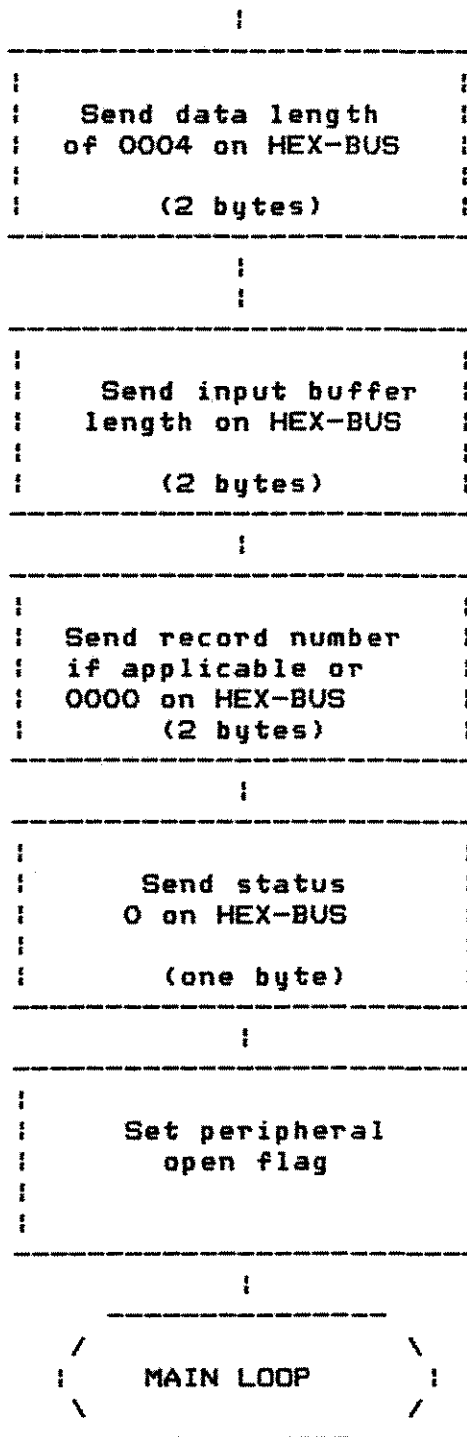 Send data length
of 0004 on HEX-BUS
(2 bytes)
Send input buffer
length on HEX-BUS
(2 bytes)
Send record number
if applicable or
0000 on HEX-BUS
(2 bytes)
Send status
0 on HEX-BUS
(one byte)
Set peripheral
open flag
MAIN LOOP